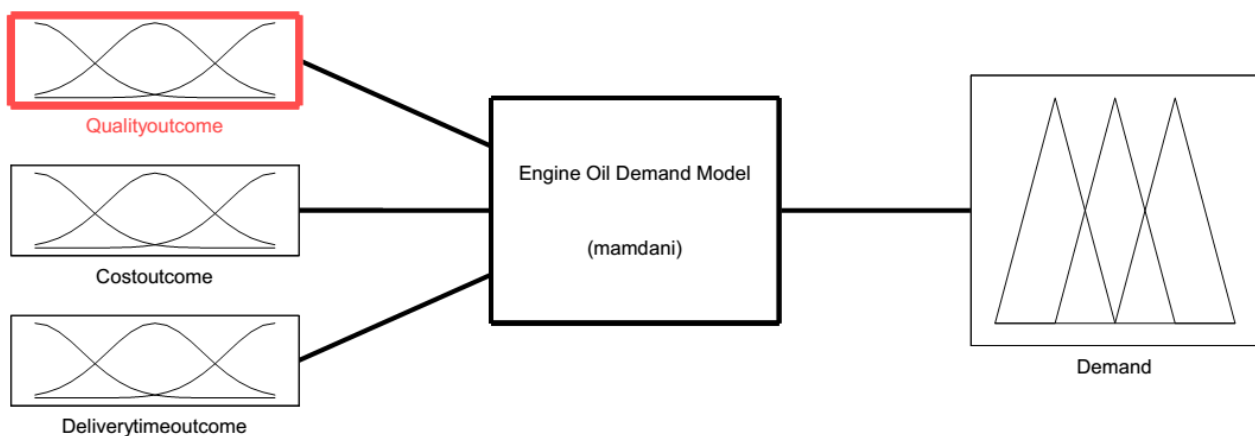 Qualityoutcome
Costoutcome
Deliverytimeoutcome
Engine Oil Demand Model
(mamdani)
Demand